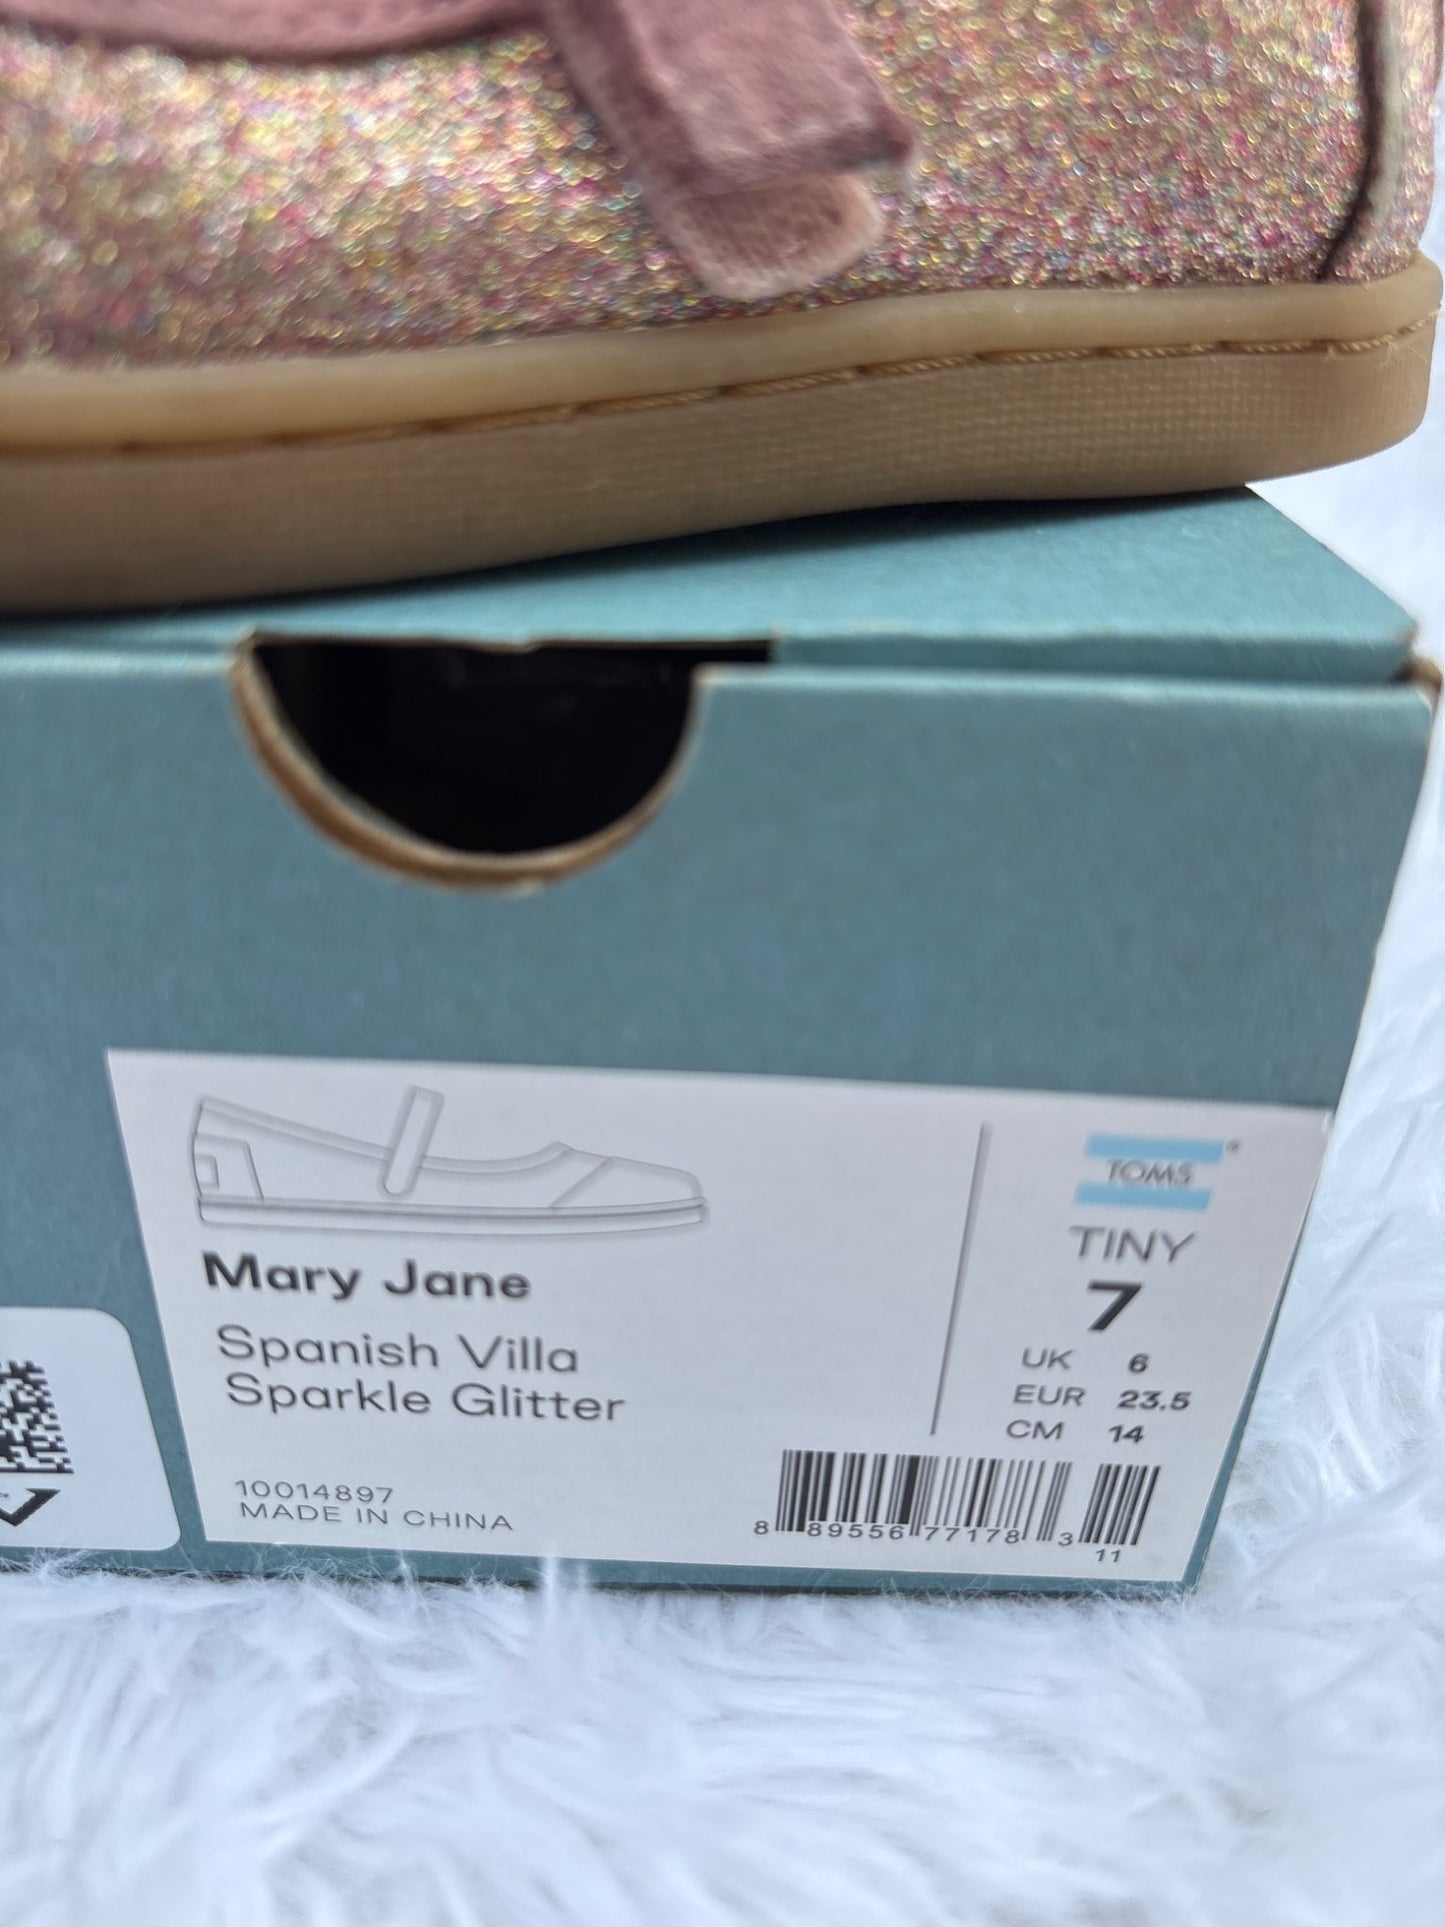 Mary Jane
Spanish Villa
Sparkle Glitter
10014897
MADE IN CHINA
TOMS®
TINY
7
UK 6
EUR 23.5
CM 14
8 89556 77178 3
11